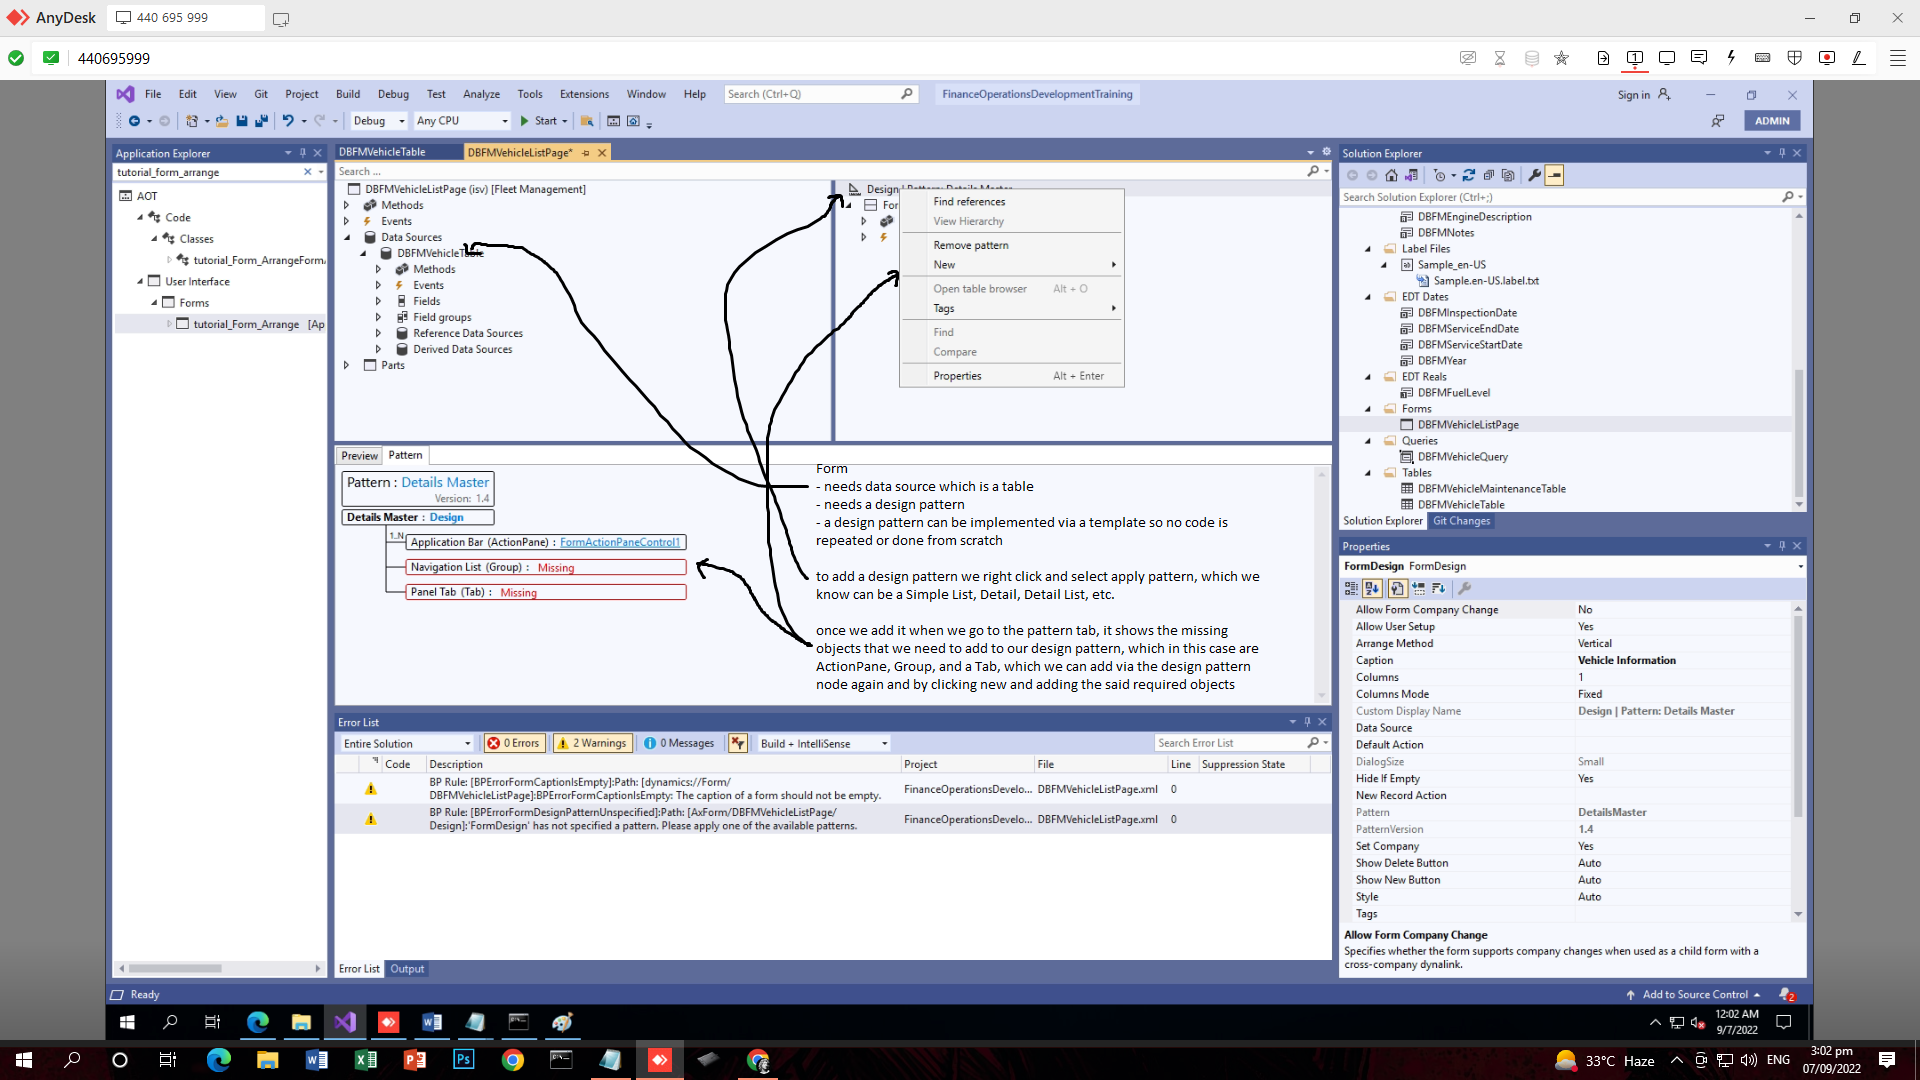 AnyDesk
440 695 999
440695999
File Edit View Git Project Build Debug Test Analyze Tools Extensions Window Help Search (Ctrl+Q) FinanceOperationsDevelopmentTraining Sign in
Debug Any CPU Start ADMIN
Application Explorer
tutorial_form_arrange
AOT
Code
Classes
tutorial_Form_ArrangeForm
User Interface
Forms
tutorial_Form_Arrange [Ap
DBFMVehicleTable DBFMVehicleListPage*
Search ...
DBFMVehicleListPage (isv) [Fleet Management]
Methods
Events
Data Sources
DBFMVehicleTable
Methods
Events
Fields
Field groups
Reference Data Sources
Derived Data Sources
Parts
Design | Pattern: Details Master
For
Find references
View Hierarchy
Remove pattern
New
Open table browser Alt + O
Tags
Find
Compare
Properties Alt + Enter
Preview Pattern
Pattern : Details Master
Version: 1.4
Details Master : Design
1..N
Application Bar (ActionPane) : FormActionPaneControl1
Navigation List (Group) : Missing
Panel Tab (Tab) : Missing
Form
- needs data source which is a table
- needs a design pattern
- a design pattern can be implemented via a template so no code is
repeated or done from scratch
to add a design pattern we right click and select apply pattern, which we
know can be a Simple List, Detail, Detail List, etc.
once we add it when we go to the pattern tab, it shows the missing
objects that we need to add to our design pattern, which in this case are
ActionPane, Group, and a Tab, which we can add via the design pattern
node again and by clicking new and adding the said required objects
Error List
Entire Solution 0 Errors 2 Warnings 0 Messages Build + IntelliSense Search Error List
Code Description Project File Line Suppression State
BP Rule: [BPErrorFormCaptionIsEmpty]:Path: [dynamics://Form/
DBFMVehicleListPage]:BPErrorFormCaptionIsEmpty: The caption of a form should not be empty. FinanceOperationsDevelo... DBFMVehicleListPage.xml 0
BP Rule: [BPErrorFormDesignPatternUnspecified]:Path: [AxForm/DBFMVehicleListPage/
Design]:'FormDesign' has not specified a pattern. Please apply one of the available patterns. FinanceOperationsDevelo... DBFMVehicleListPage.xml 0
Error List Output
Solution Explorer
Search Solution Explorer (Ctrl+;)
DBFMEngineDescription
DBFMNotes
Label Files
Sample_en-US
Sample.en-US.label.txt
EDT Dates
DBFMInspectionDate
DBFMServiceEndDate
DBFMServiceStartDate
DBFMYear
EDT Reals
DBFMFuelLevel
Forms
DBFMVehicleListPage
Queries
DBFMVehicleQuery
Tables
DBFMVehicleMaintenanceTable
DBFMVehicleTable
Solution Explorer Git Changes
Properties
FormDesign FormDesign
Allow Form Company Change No
Allow User Setup Yes
Arrange Method Vertical
Caption Vehicle Information
Columns 1
Columns Mode Fixed
Custom Display Name Design | Pattern: Details Master
Data Source
Default Action
DialogSize Small
Hide If Empty Yes
New Record Action
Pattern DetailsMaster
PatternVersion 1.4
Set Company Yes
Show Delete Button Auto
Show New Button Auto
Style Auto
Tags
Allow Form Company Change
Specifies whether the form supports company changes when used as a child form with a
cross-company dynalink.
Ready Add to Source Control 2
12:02 AM
9/7/2022
33°C Haze ENG
3:02 pm
07/09/2022